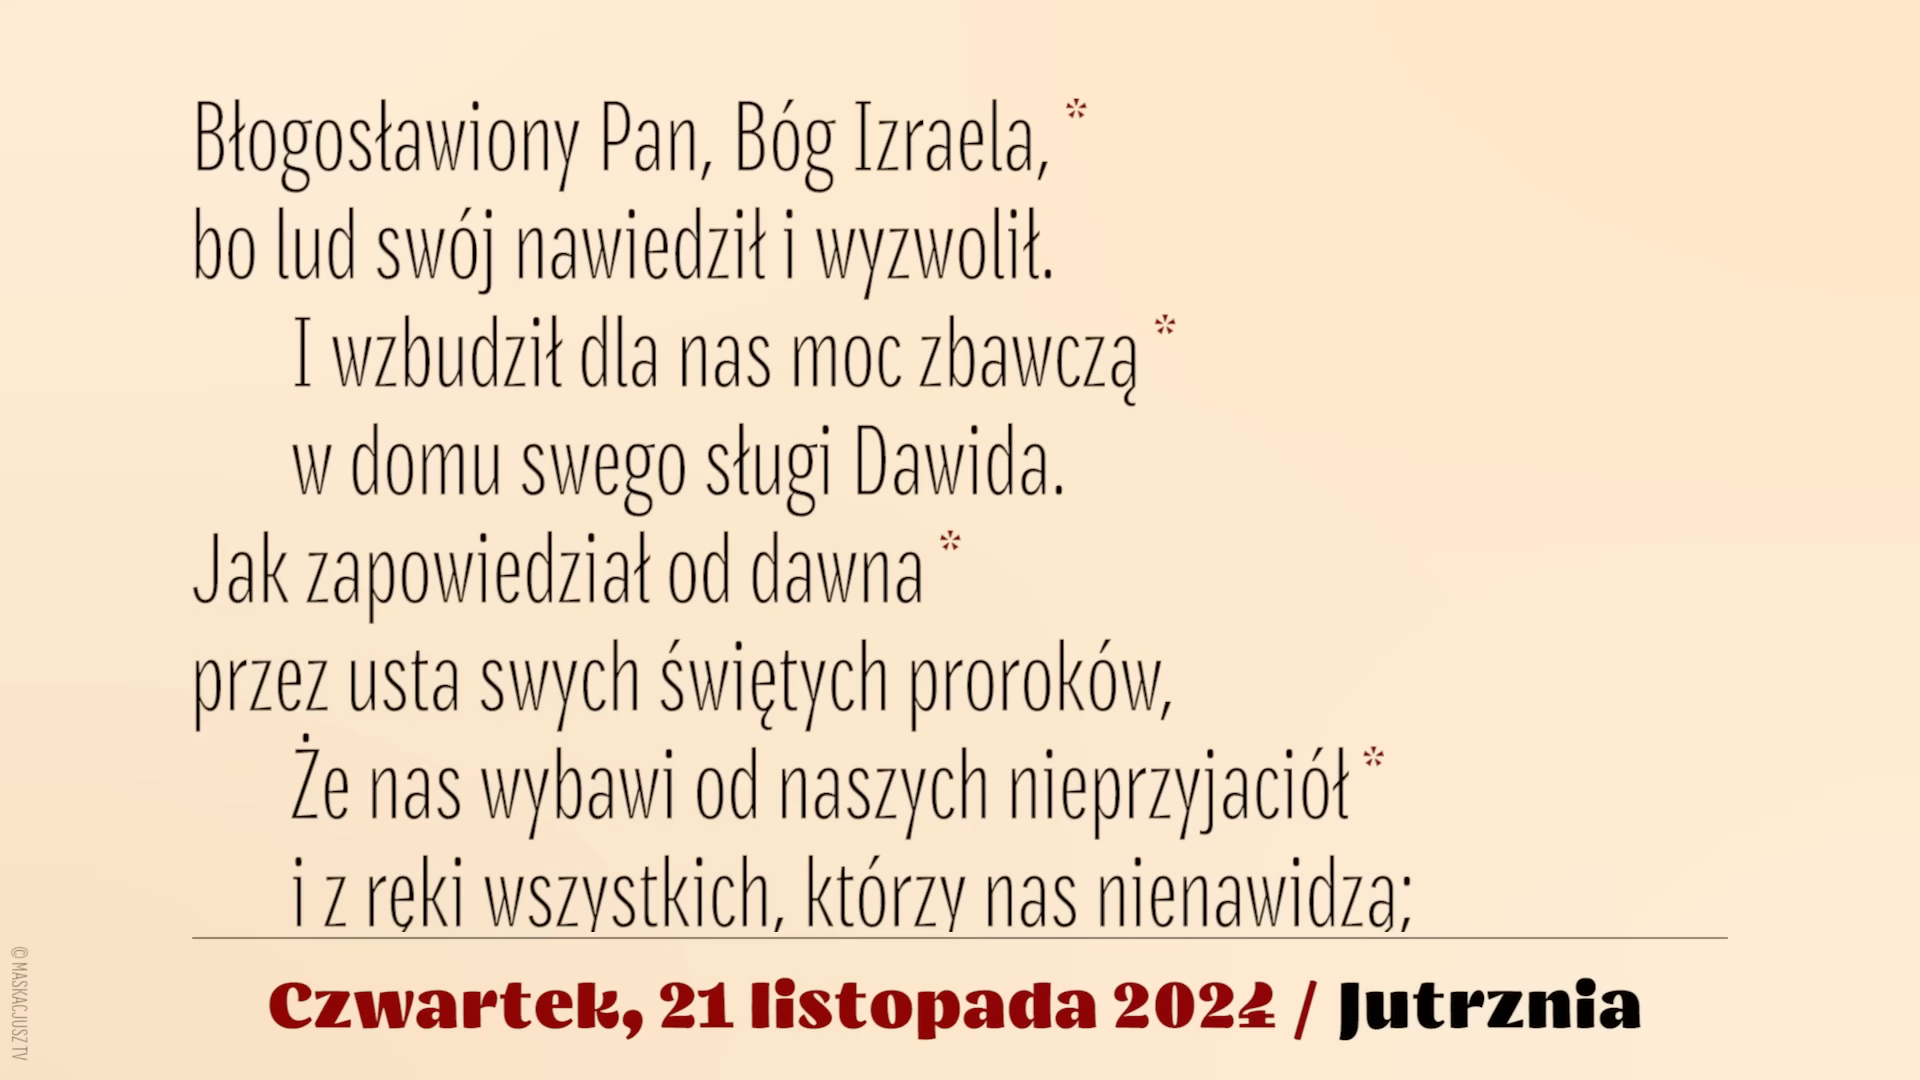 Błogosławiony Pan, Bóg Izraela, *
bo lud swój nawiedził i wyzwolił.
I wzbudził dla nas moc zbawczą *
w domu swego sługi Dawida.
Jak zapowiedział od dawna *
przez usta swych świętych proroków,
Że nas wybawi od naszych nieprzyjaciół *
i z ręki wszystkich, którzy nas nienawidzą;
Czwartek, 21 listopada 2024 / Jutrznia
© MASKACJUSZ TV